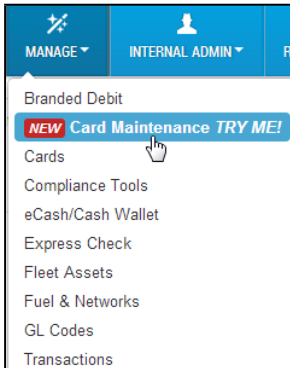 MANAGE INTERNAL ADMIN R
Branded Debit
NEW Card Maintenance TRY ME!
Cards
Compliance Tools
eCash/Cash Wallet
Express Check
Fleet Assets
Fuel & Networks
GL Codes
Transactions